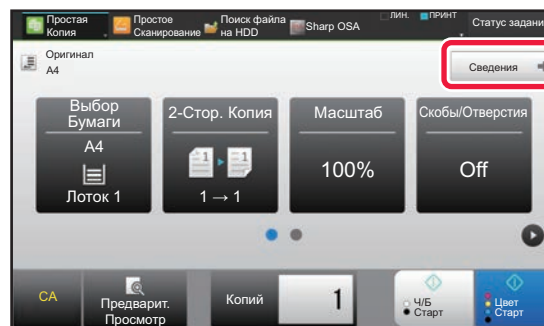 Простая
Копия
Простое
Сканирование
Поиск файла
на HDD
Sharp OSA
ЛИН.
ПРИНТ
Статус задани
Оригинал
A4
Сведения
Выбор
Бумаги
A4
Лоток 1
2-Стор. Копия
1
1
1 → 1
Масштаб
100%
Скобы/Отверстия
Off
CA
Предварит.
Просмотр
Копий
1
Ч/Б
Старт
Цвет
Старт